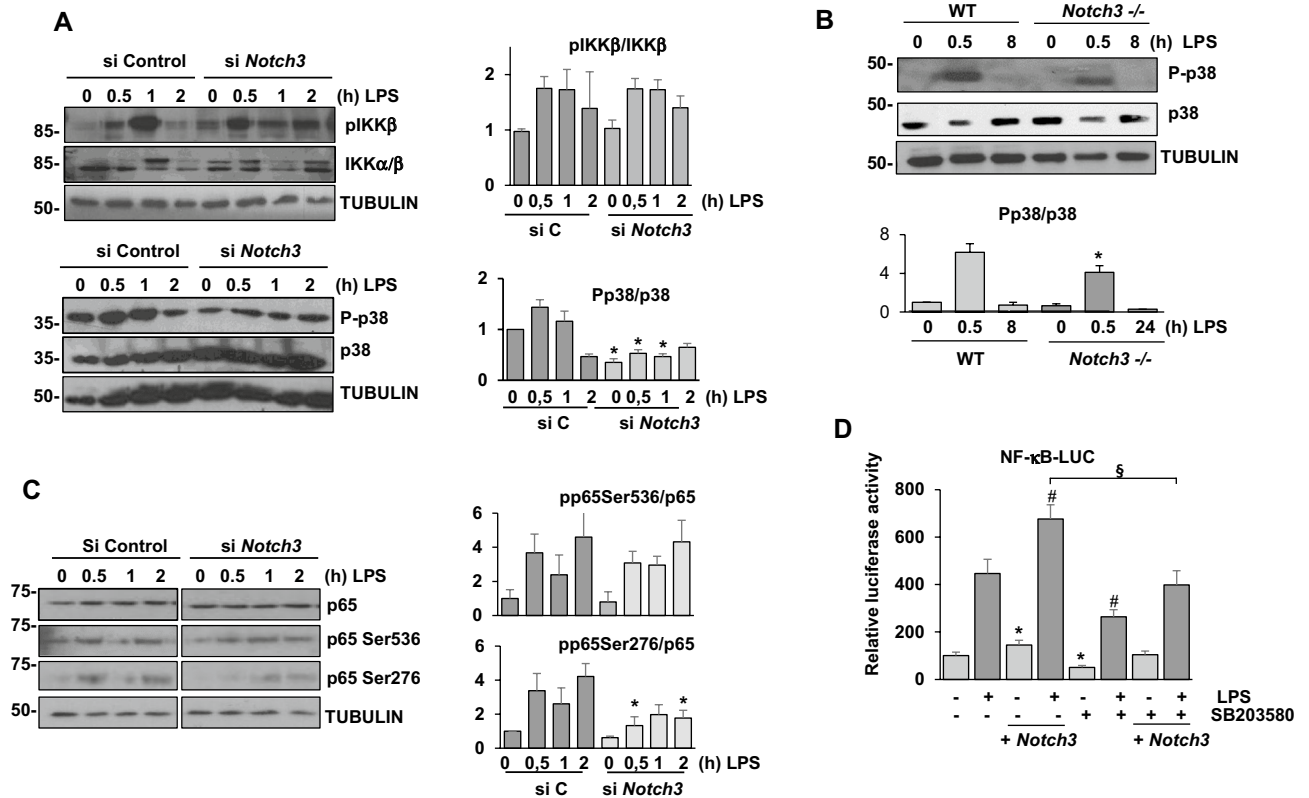 A
si Control si Notch3
0 0.5 1 2 0 0.5 1 2 (h) LPS
85- pIKKβ
85- IKKα/β
50- TUBULIN
si Control si Notch3
0 0.5 1 2 0 0.5 1 2 (h) LPS
35- P-p38
35- p38
50- TUBULIN
pIKKβ/IKKβ
2
1
0
0 0,5 1 2 0 0,5 1 2 (h) LPS
si C si Notch3
Pp38/p38
2
1
0
* * *
0 0,5 1 2 0 0,5 1 2 (h) LPS
si C si Notch3
B
WT Notch3 -/-
0 0.5 8 0 0.5 8 (h) LPS
50- P-p38
50- p38
50- TUBULIN
Pp38/p38
8
4
0
*
0 0.5 8 0 0.5 24 (h) LPS
WT Notch3 -/-
C
Si Control si Notch3
0 0.5 1 2 0 0.5 1 2 (h) LPS
75- p65
75- p65 Ser536
75- p65 Ser276
50- TUBULIN
pp65Ser536/p65
6
4
2
0
pp65Ser276/p65
6
4
2
0
* *
0 0,5 1 2 0 0,5 1 2 (h) LPS
si C si Notch3
D
NF-κB-LUC
§
Relative luciferase activity
800
600
400
200
0
* # * #
- + - + - + - + LPS
- - - - + + + + SB203580
+ Notch3 + Notch3